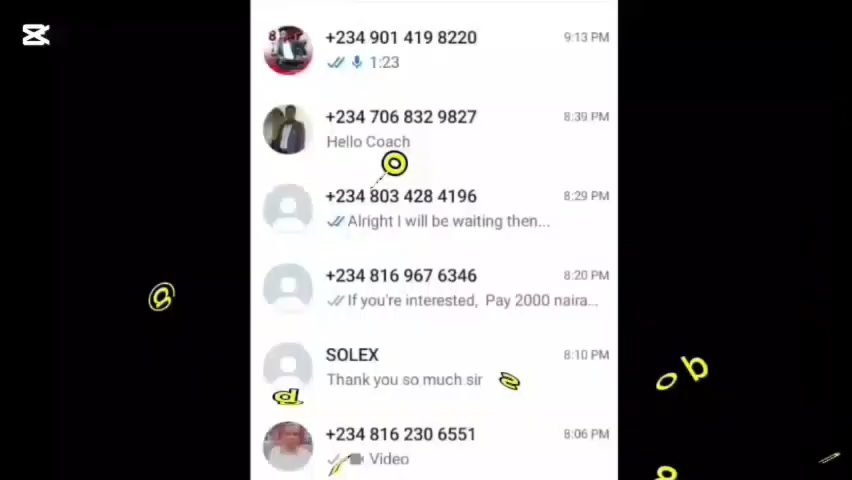 +234 901 419 8220 9:13 PM
1:23
+234 706 832 9827 8:39 PM
Hello Coach
+234 803 428 4196 8:29 PM
Alright I will be waiting then...
+234 816 967 6346 8:20 PM
If you're interested, Pay 2000 naira...
SOLEX 8:10 PM
Thank you so much sir
+234 816 230 6551 8:06 PM
Video